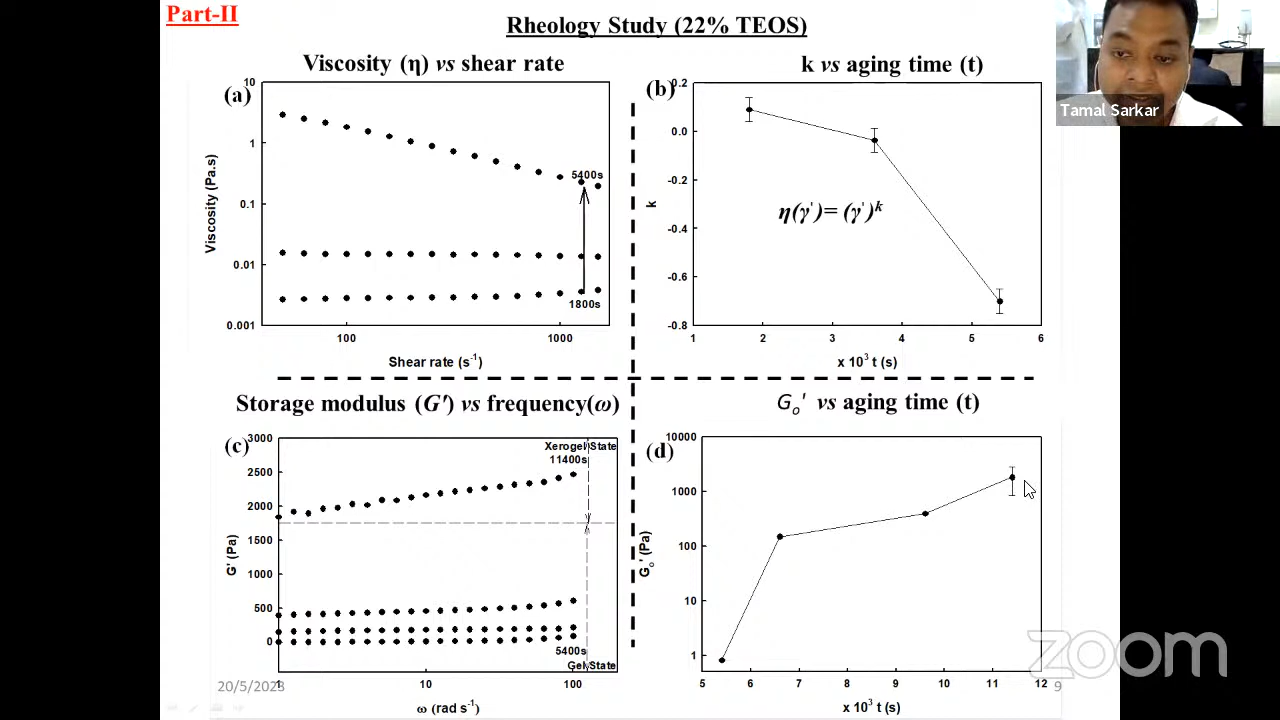 Part-II
Rheology Study (22% TEOS)
Tamal Sarkar
Viscosity (η) vs shear rate
(a)
10
1
0.1
0.01
0.001
Viscosity (Pa.s)
5400s
1800s
100 1000
Shear rate (s-1)
k vs aging time (t)
(b)
0.2
0.0
-0.2
-0.4
-0.6
-0.8
k
η(γ')= (γ')k
1 2 3 4 5 6
x 103 t (s)
Storage modulus (G') vs frequency(ω)
(c)
3000
2500
2000
1500
1000
500
0
G' (Pa)
Xerogel State
11400s
5400s
Gel State
1 10 100
ω (rad s-1)
Go' vs aging time (t)
(d)
10000
1000
100
10
1
Go' (Pa)
5 6 7 8 9 10 11 12
x 103 t (s)
20/5/2023
9
zoom